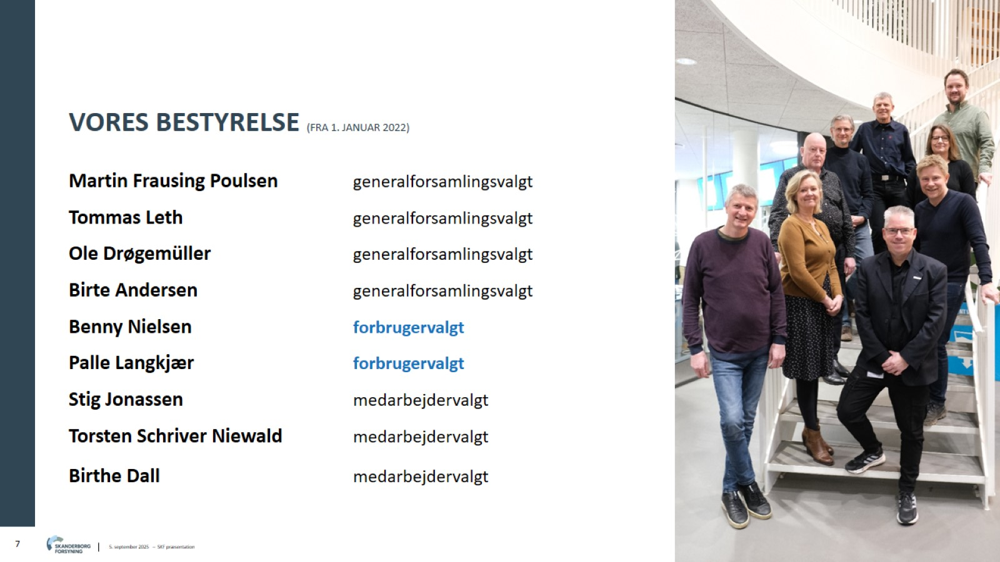 VORES BESTYRELSE (FRA 1. JANUAR 2022)
Martin Frausing Poulsen generalforsamlingsvalgt
Tommas Leth generalforsamlingsvalgt
Ole Drøgemüller generalforsamlingsvalgt
Birte Andersen generalforsamlingsvalgt
Benny Nielsen forbrugervalgt
Palle Langkjær forbrugervalgt
Stig Jonassen medarbejdervalgt
Torsten Schriver Niewald medarbejdervalgt
Birthe Dall medarbejdervalgt
7
SKANDERBORG
FORSYNING
5. september 2025 – SKF præsentation